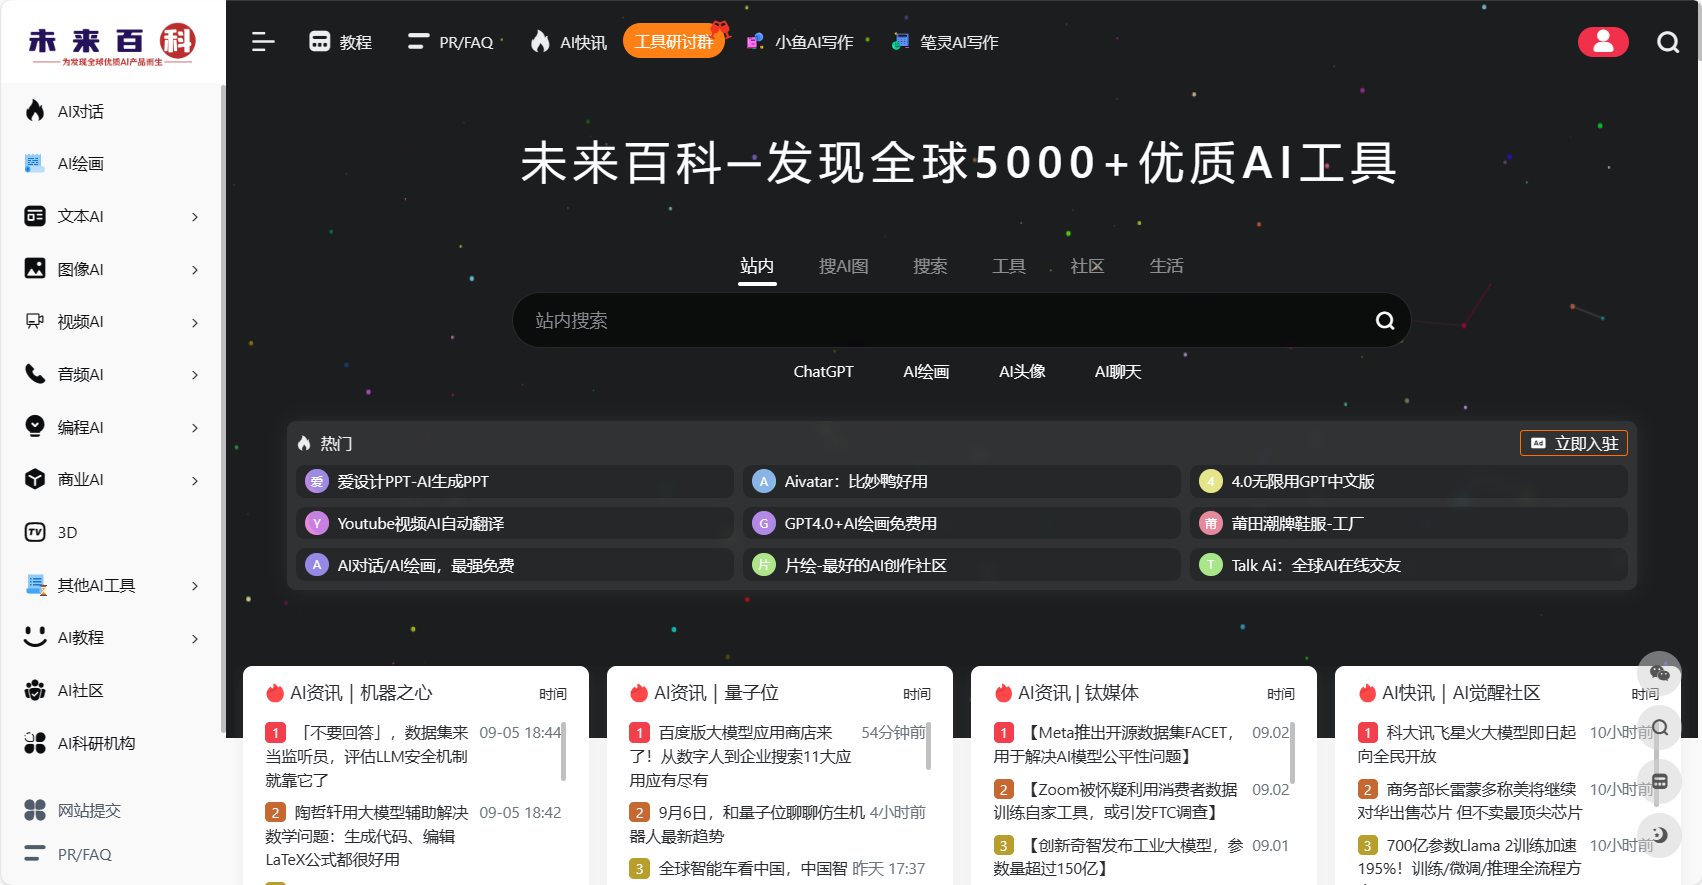 未来百科
为发现全球优质AI产品而生
教程
PR/FAQ
AI快讯
工具研讨群
小鱼AI写作
笔灵AI写作
AI对话
AI绘画
文本AI
图像AI
视频AI
音频AI
编程AI
商业AI
3D
其他AI工具
AI教程
AI社区
AI科研机构
网站提交
PR/FAQ
未来百科—发现全球5000+优质AI工具
站内
搜AI图
搜索
工具
社区
生活
站内搜索
ChatGPT
AI绘画
AI头像
AI聊天
热门
Ad 立即入驻
爱 爱设计PPT-AI生成PPT
A Aivatar：比妙鸭好用
4 4.0无限用GPT中文版
Y Youtube视频AI自动翻译
G GPT4.0+AI绘画免费用
莆 莆田潮牌鞋服-工厂
A AI对话/AI绘画，最强免费
片 片绘-最好的AI创作社区
T Talk Ai：全球AI在线交友
AI资讯 | 机器之心 时间
1 「不要回答」，数据集来 09-05 18:44
当监听员，评估LLM安全机制
就靠它了
2 陶哲轩用大模型辅助解决 09-05 18:42
数学问题：生成代码、编辑
LaTeX公式都很好用
AI资讯 | 量子位 时间
1 百度版大模型应用商店来 54分钟前
了！从数字人到企业搜索11大应
用应有尽有
2 9月6日，和量子位聊聊仿生机 4小时前
器人最新趋势
3 全球智能车看中国，中国智 昨天 17:37
AI资讯 | 钛媒体 时间
1 【Meta推出开源数据集FACET， 09.02
用于解决AI模型公平性问题】
2 【Zoom被怀疑利用消费者数据 09.02
训练自家工具，或引发FTC调查】
3 【创新奇智发布工业大模型，参 09.01
数量超过150亿】
AI快讯 | AI觉醒社区 时间
1 科大讯飞星火大模型即日起 10小时前
向全民开放
2 商务部长雷蒙多称美将继续 10小时前
对华出售芯片 但不卖最顶尖芯片
3 700亿参数Llama 2训练加速 10小时前
195%！训练/微调/推理全流程方